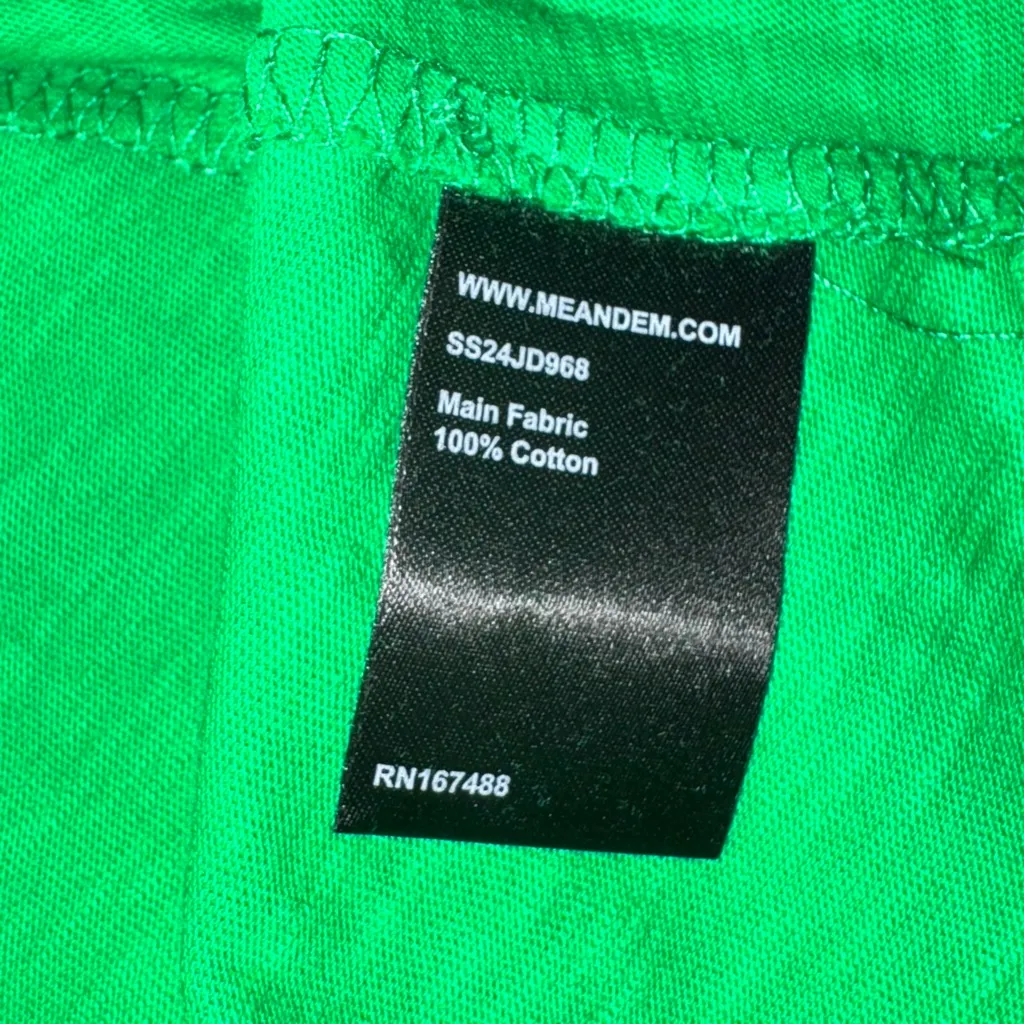 WWW.MEANDEM.COM
SS24JD968
Main Fabric
100% Cotton
RN167488